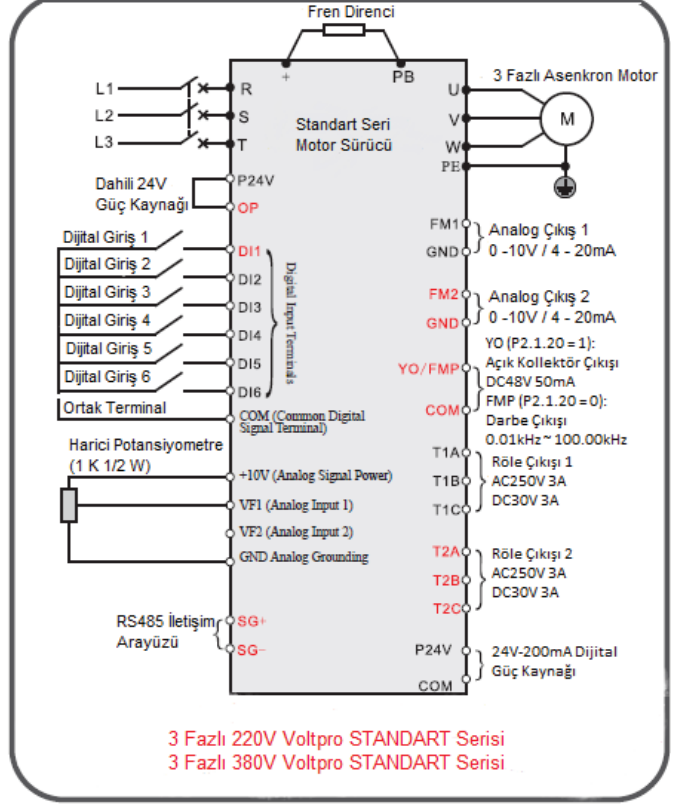 Fren Direnci
+
PB
L1
L2
L3
R
S
T
Standart Seri
Motor Sürücü
U
V
W
PE
3 Fazlı Asenkron Motor
M
Dahili 24V
Güç Kaynağı
P24V
OP
Dijital Giriş 1
Dijital Giriş 2
Dijital Giriş 3
Dijital Giriş 4
Dijital Giriş 5
Dijital Giriş 6
Ortak Terminal
DI1
DI2
DI3
DI4
DI5
DI6
Digital Input Terminals
COM (Common Digital
Signal Terminal)
Harici Potansiyometre
(1 K 1/2 W)
+10V (Analog Signal Power)
VF1 (Analog Input 1)
VF2 (Analog Input 2)
GND Analog Grounding
RS485 İletişim
Arayüzü
SG+
SG-
FM1
GND
Analog Çıkış 1
0 -10V / 4 - 20mA
FM2
GND
Analog Çıkış 2
0 -10V / 4 - 20mA
YO/FMP
COM
YO (P2.1.20 = 1):
Açık Kollektör Çıkışı
DC48V 50mA
FMP (P2.1.20 = 0):
Darbe Çıkışı
0.01kHz ~ 100.00kHz
T1A
T1B
T1C
Röle Çıkışı 1
AC250V 3A
DC30V 3A
T2A
T2B
T2C
Röle Çıkışı 2
AC250V 3A
DC30V 3A
P24V
COM
24V-200mA Dijital
Güç Kaynağı
3 Fazlı 220V Voltpro STANDART Serisi
3 Fazlı 380V Voltpro STANDART Serisi